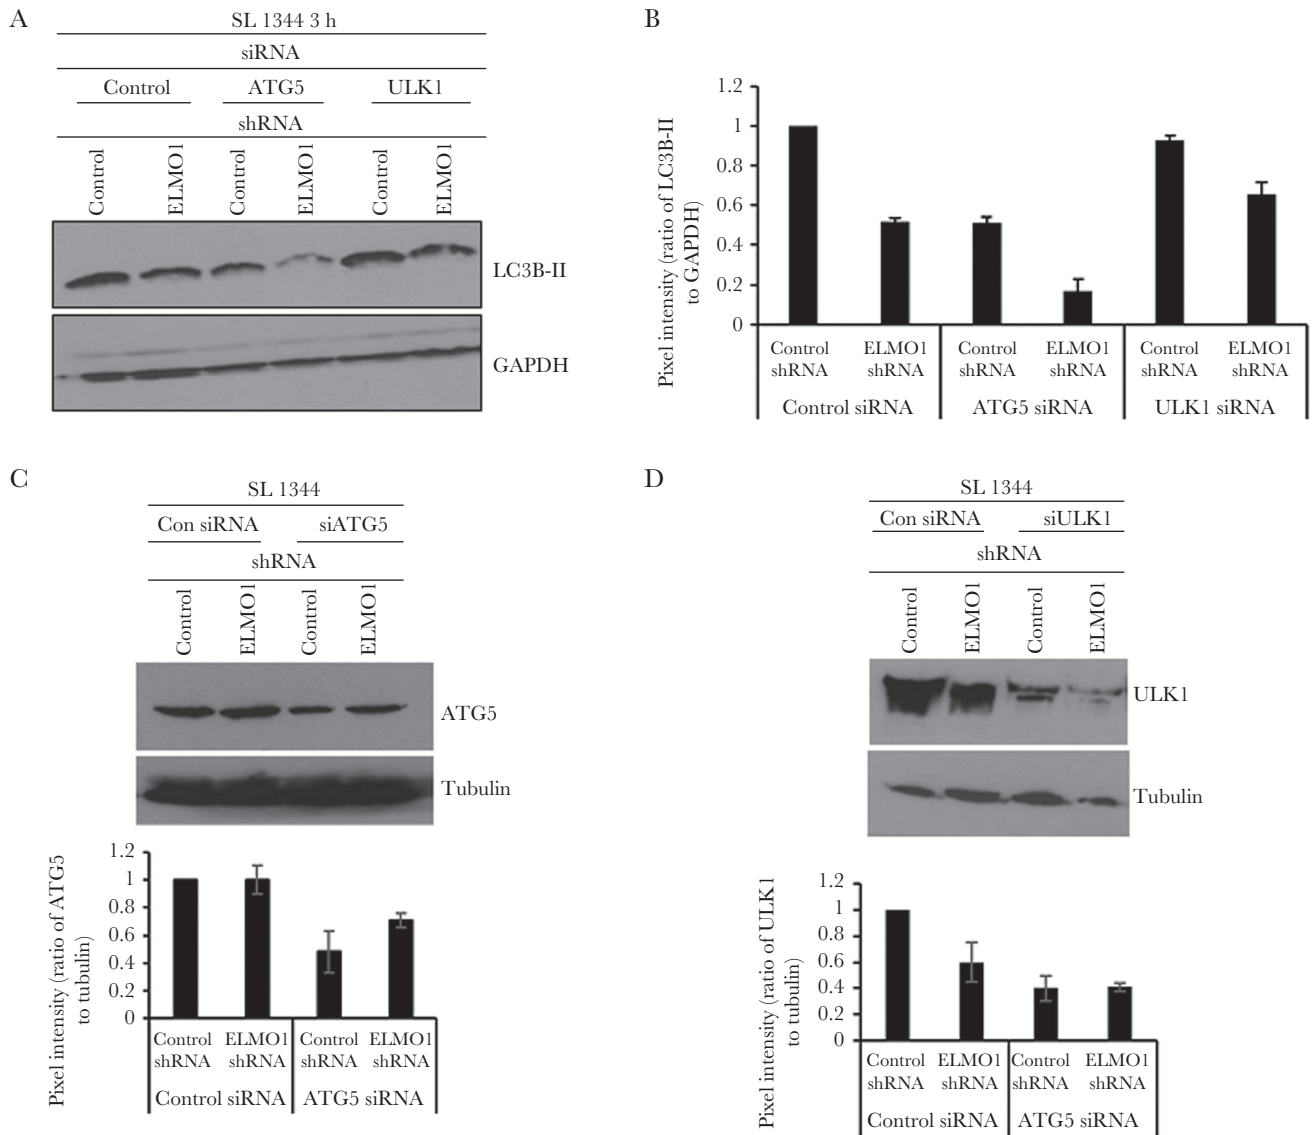 A
SL 1344 3 h
siRNA
Control ATG5 ULK1
shRNA
Control ELMO1 Control ELMO1 Control ELMO1
LC3B-II
GAPDH
B
Pixel intensity (ratio of LC3B-II
to GAPDH)
1.2
1
0.8
0.6
0.4
0.2
0
Control ELMO1 Control ELMO1 Control ELMO1
shRNA shRNA shRNA shRNA shRNA shRNA
Control siRNA ATG5 siRNA ULK1 siRNA
C
SL 1344
Con siRNA siATG5
shRNA
Control ELMO1 Control ELMO1
ATG5
Tubulin
Pixel intensity (ratio of ATG5
to tubulin)
1.2
1
0.8
0.6
0.4
0.2
0
Control ELMO1 Control ELMO1
shRNA shRNA shRNA shRNA
Control siRNA ATG5 siRNA
D
SL 1344
Con siRNA siULK1
shRNA
Control ELMO1 Control ELMO1
ULK1
Tubulin
Pixel intensity (ratio of ULK1
to tubulin)
1.2
1
0.8
0.6
0.4
0.2
0
Control ELMO1 Control ELMO1
shRNA shRNA shRNA shRNA
Control siRNA ATG5 siRNA